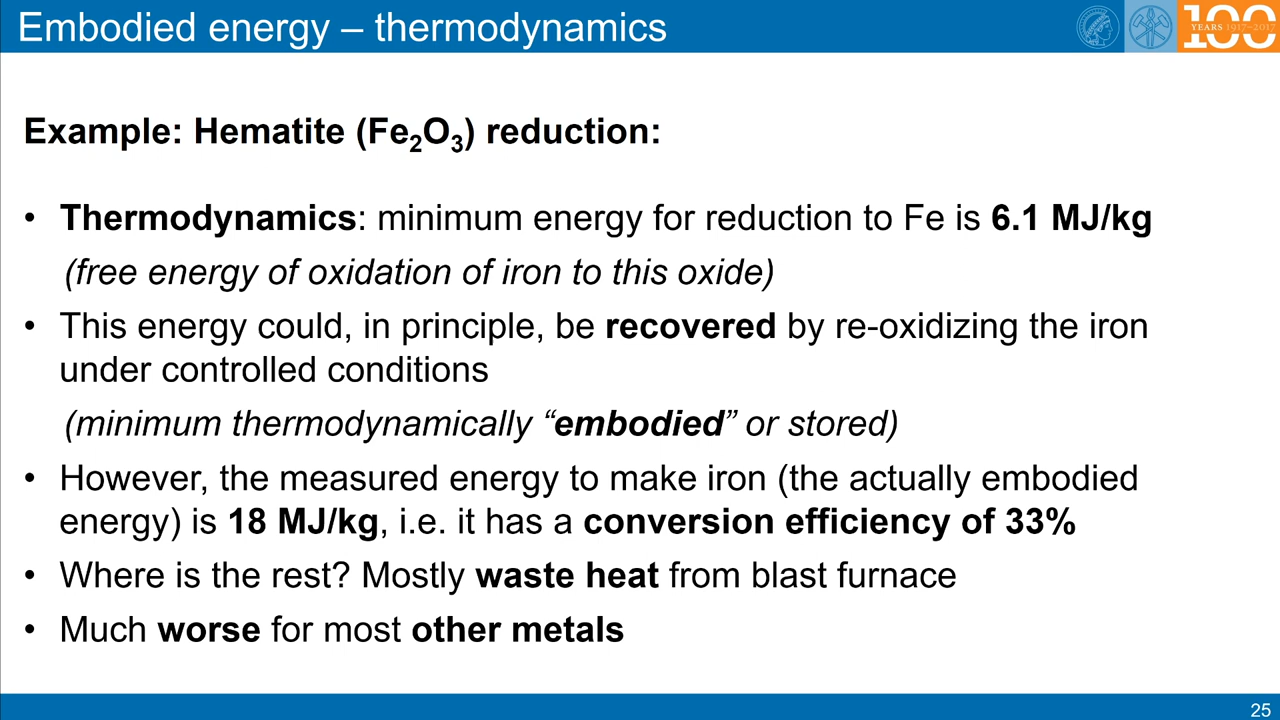 Embodied energy – thermodynamics
100
YEARS 1917–2017
Example: Hematite (Fe₂O₃) reduction:
• Thermodynamics: minimum energy for reduction to Fe is 6.1 MJ/kg
(free energy of oxidation of iron to this oxide)
• This energy could, in principle, be recovered by re-oxidizing the iron
under controlled conditions
(minimum thermodynamically “embodied” or stored)
• However, the measured energy to make iron (the actually embodied
energy) is 18 MJ/kg, i.e. it has a conversion efficiency of 33%
• Where is the rest? Mostly waste heat from blast furnace
• Much worse for most other metals
25